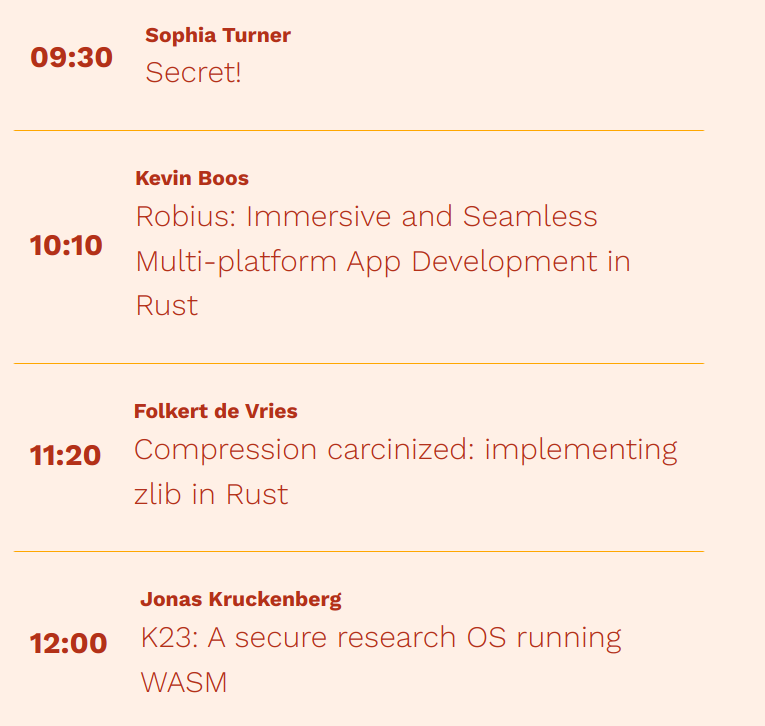 Sophia Turner
09:30
Secret!
Kevin Boos
Robius: Immersive and Seamless
10:10
Multi-platform App Development in
Rust
Folkert de Vries
Compression carcinized: implementing
11:20
zlib in Rust
Jonas Kruckenberg
K23: A secure research OS running
12:00
WASM